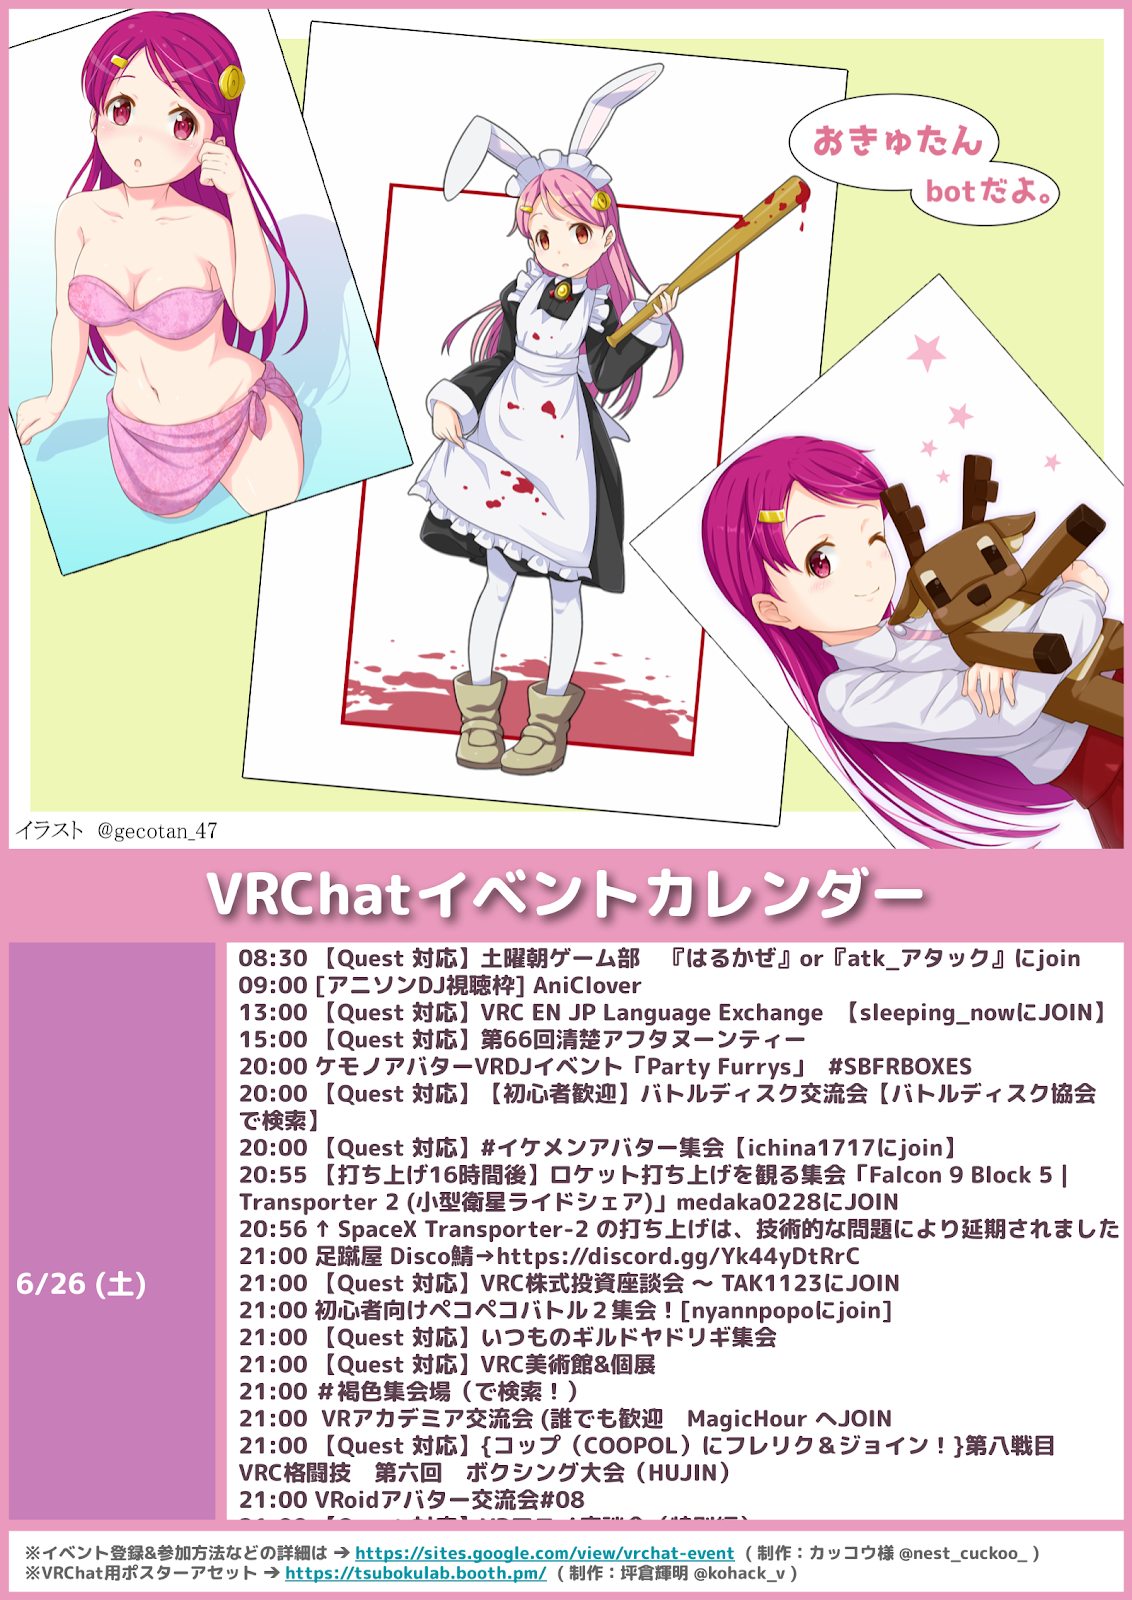 おきゅたん
botだよ。
イラスト @gecotan_47
VRChatイベントカレンダー
6/26 (土)
08:30 【Quest 対応】土曜朝ゲーム部　『はるかぜ』or『atk_アタック』にjoin
09:00 [アニソンDJ視聴枠] AniClover
13:00 【Quest 対応】VRC EN JP Language Exchange 【sleeping_nowにJOIN】
15:00 【Quest 対応】第66回清楚アフタヌーンティー
20:00 ケモノアバターVRDJイベント「Party Furrys」 #SBFRBOXES
20:00 【Quest 対応】【初心者歓迎】バトルディスク交流会【バトルディスク協会
で検索】
20:00 【Quest 対応】#イケメンアバター集会【ichina1717にjoin】
20:55 【打ち上げ16時間後】ロケット打ち上げを観る集会「Falcon 9 Block 5 |
Transporter 2 (小型衛星ライドシェア)」medaka0228にJOIN
20:56 ↑ SpaceX Transporter-2 の打ち上げは、技術的な問題により延期されました
21:00 足蹴屋 Disco鯖→https://discord.gg/Yk44yDtRrC
21:00 【Quest 対応】VRC株式投資座談会 ～ TAK1123にJOIN
21:00 初心者向けペコペコバトル２集会！[nyannpopoにjoin]
21:00 【Quest 対応】いつものギルドヤドリギ集会
21:00 【Quest 対応】VRC美術館&個展
21:00 ＃褐色集会場（で検索！）
21:00 VRアカデミア交流会 (誰でも歓迎　MagicHour へJOIN
21:00 【Quest 対応】{コップ（COOPOL）にフレリク＆ジョイン！}第八戦目
VRC格闘技　第六回　ボクシング大会（HUJIN）
21:00 VRoidアバター交流会#08
※イベント登録&参加方法などの詳細は → https://sites.google.com/view/vrchat-event ( 制作：カッコウ様 @nest_cuckoo_ )
※VRChat用ポスターアセット → https://tsubokulab.booth.pm/ ( 制作：坪倉輝明 @kohack_v )